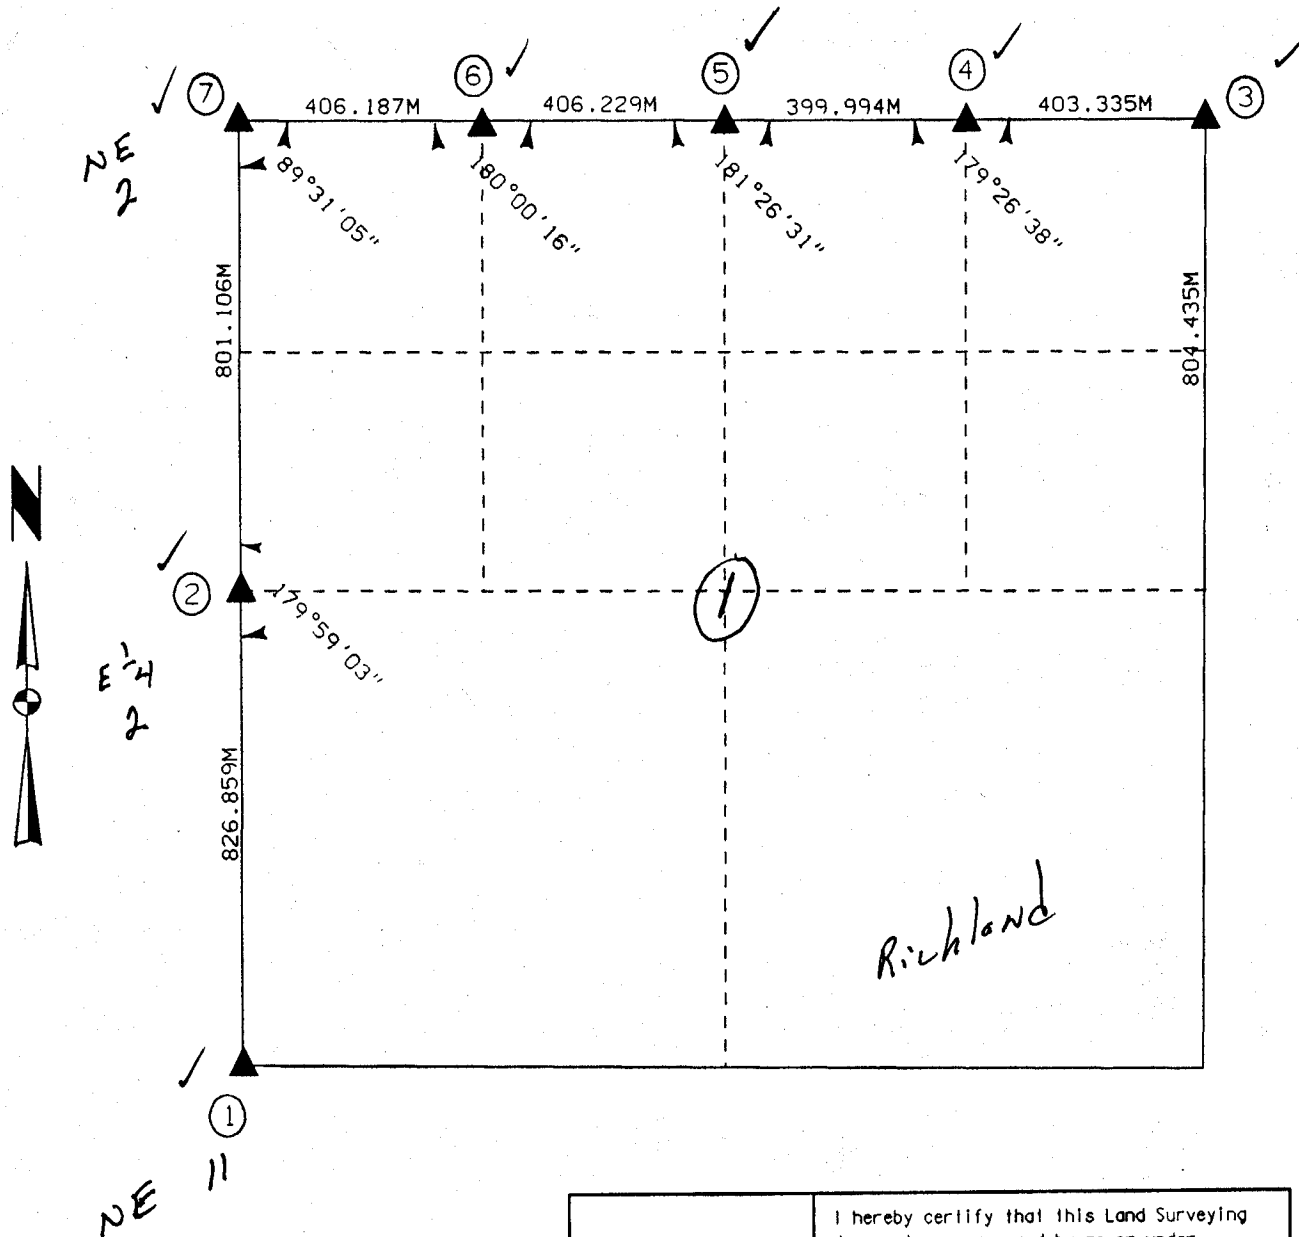 7 6 5 4 3
406.187M 406.229M 399.994M 403.335M
NE
2
89°31'05" 180°00'16" 181°26'31" 179°26'38"
801.106M 804.435M
N
2
179°59'03"
1
E 1/4
2
826.859M
Richland
1
NE 11
I hereby certify that this Land Surveying